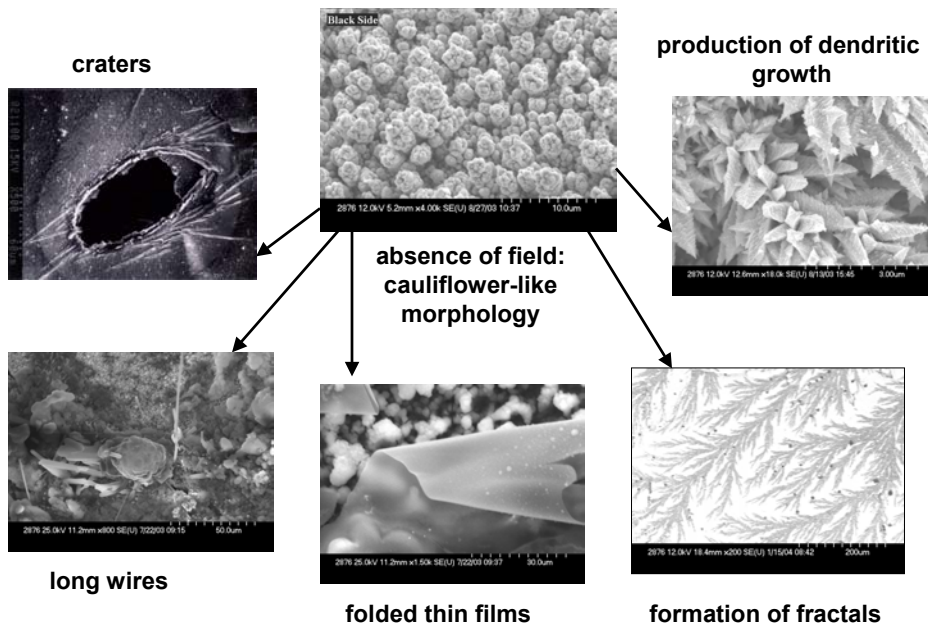 craters
Black Side
2876 12.0kV 5.2mm x4.00k SE(U) 8/27/03 10:37 10.0um
production of dendritic
growth
2876 12.0kV 12.6mm x18.0k SE(U) 8/13/03 15:45 3.00um
absence of field:
cauliflower-like
morphology
2876 25.0kV 11.2mm x800 SE(U) 7/22/03 09:15 50.0um
long wires
2876 25.0kV 11.2mm x1.50k SE(U) 7/22/03 09:37 30.0um
folded thin films
2876 12.0kV 18.4mm x200 SE(U) 1/15/04 08:42 200um
formation of fractals